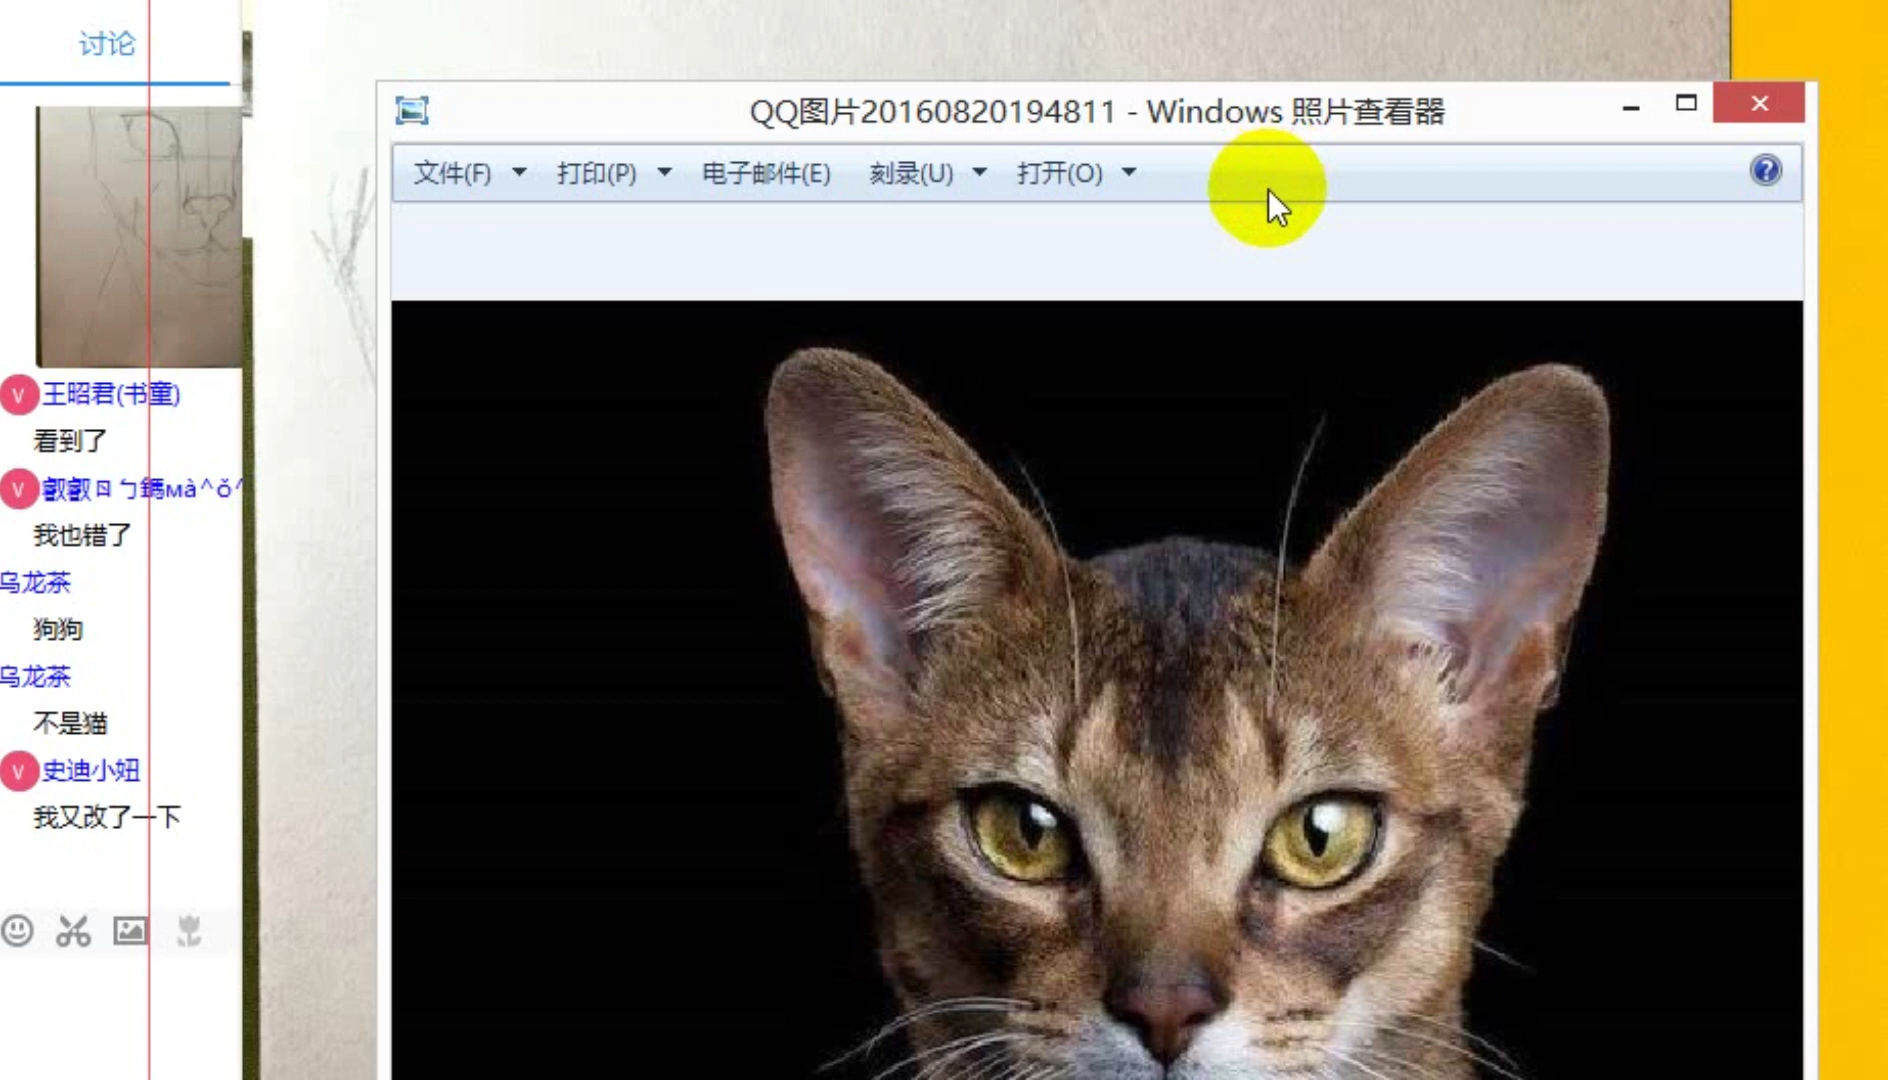 讨论
QQ图片20160820194811 - Windows 照片查看器
文件(F) 打印(P) 电子邮件(E) 刻录(U) 打开(O)
V 王昭君(书童)
看到了
V
我也错了
乌龙茶
狗狗
乌龙茶
不是猫
V 史迪小妞
我又改了一下